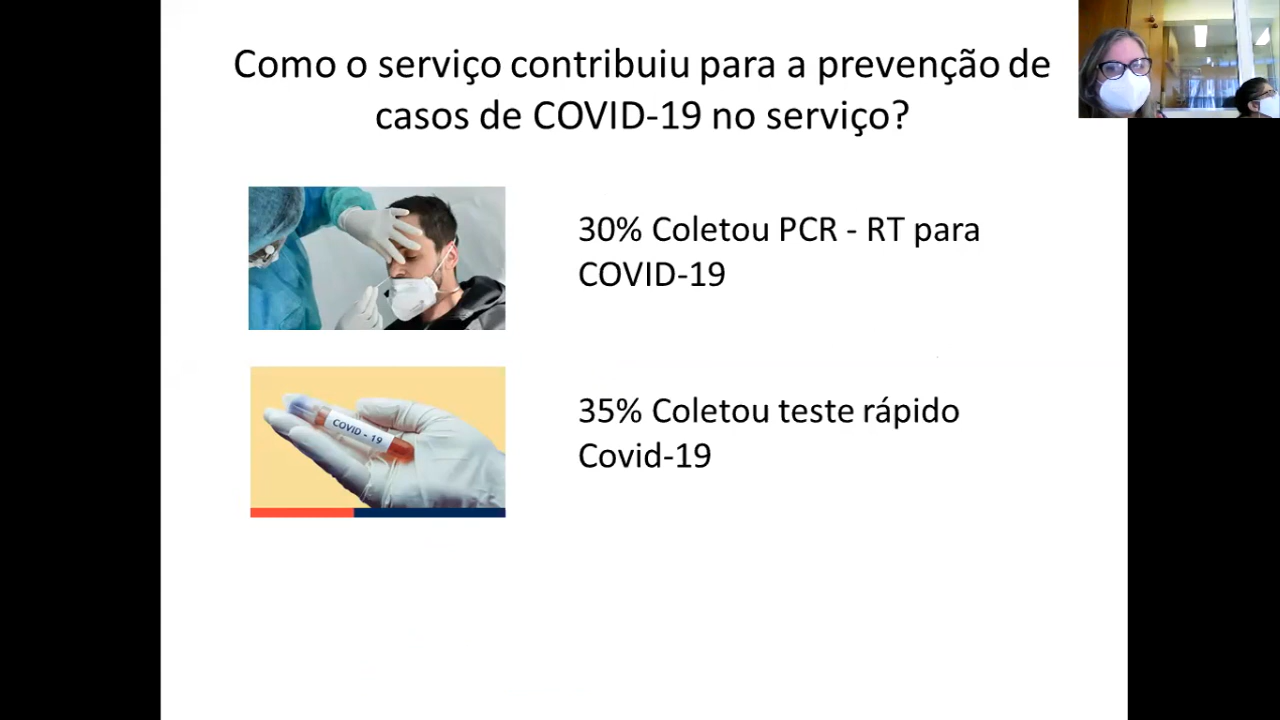 Como o serviço contribuiu para a prevenção de
casos de COVID-19 no serviço?
30% Coletou PCR - RT para
COVID-19
COVID - 19
35% Coletou teste rápido
Covid-19